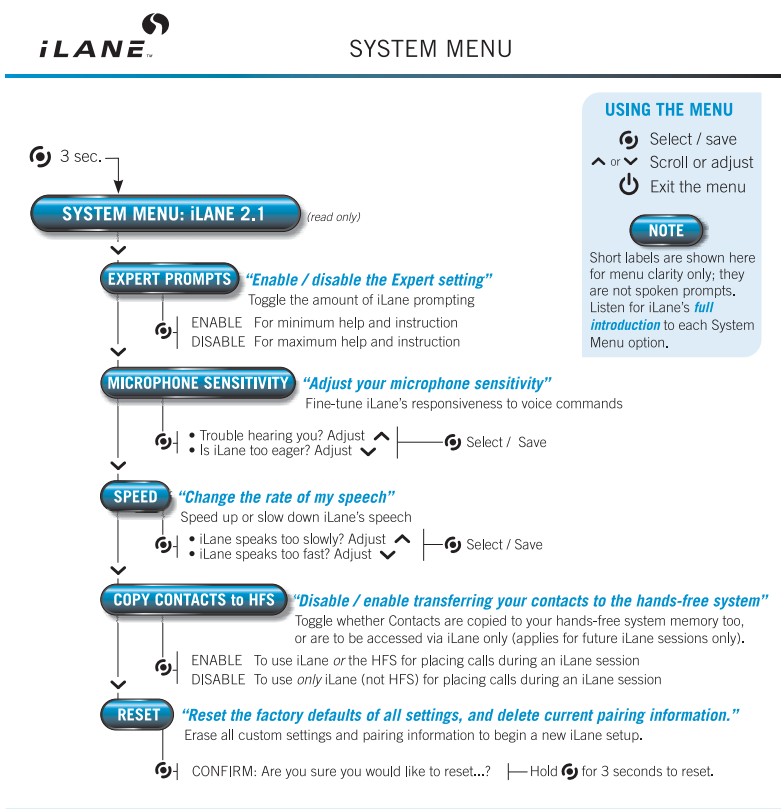 iLANE™
SYSTEM MENU
USING THE MENU
Select / save
or Scroll or adjust
Exit the menu
NOTE
Short labels are shown here
for menu clarity only; they
are not spoken prompts.
Listen for iLane's full
introduction to each System
Menu option.
3 sec.
SYSTEM MENU: iLANE 2.1 (read only)
EXPERT PROMPTS "Enable / disable the Expert setting"
Toggle the amount of iLane prompting
ENABLE For minimum help and instruction
DISABLE For maximum help and instruction
MICROPHONE SENSITIVITY "Adjust your microphone sensitivity"
Fine-tune iLane's responsiveness to voice commands
• Trouble hearing you? Adjust
• Is iLane too eager? Adjust
Select / Save
SPEED "Change the rate of my speech"
Speed up or slow down iLane's speech
• iLane speaks too slowly? Adjust
• iLane speaks too fast? Adjust
Select / Save
COPY CONTACTS to HFS "Disable / enable transferring your contacts to the hands-free system"
Toggle whether Contacts are copied to your hands-free system memory too,
or are to be accessed via iLane only (applies for future iLane sessions only).
ENABLE To use iLane or the HFS for placing calls during an iLane session
DISABLE To use only iLane (not HFS) for placing calls during an iLane session
RESET "Reset the factory defaults of all settings, and delete current pairing information."
Erase all custom settings and pairing information to begin a new iLane setup.
CONFIRM: Are you sure you would like to reset...? Hold for 3 seconds to reset.